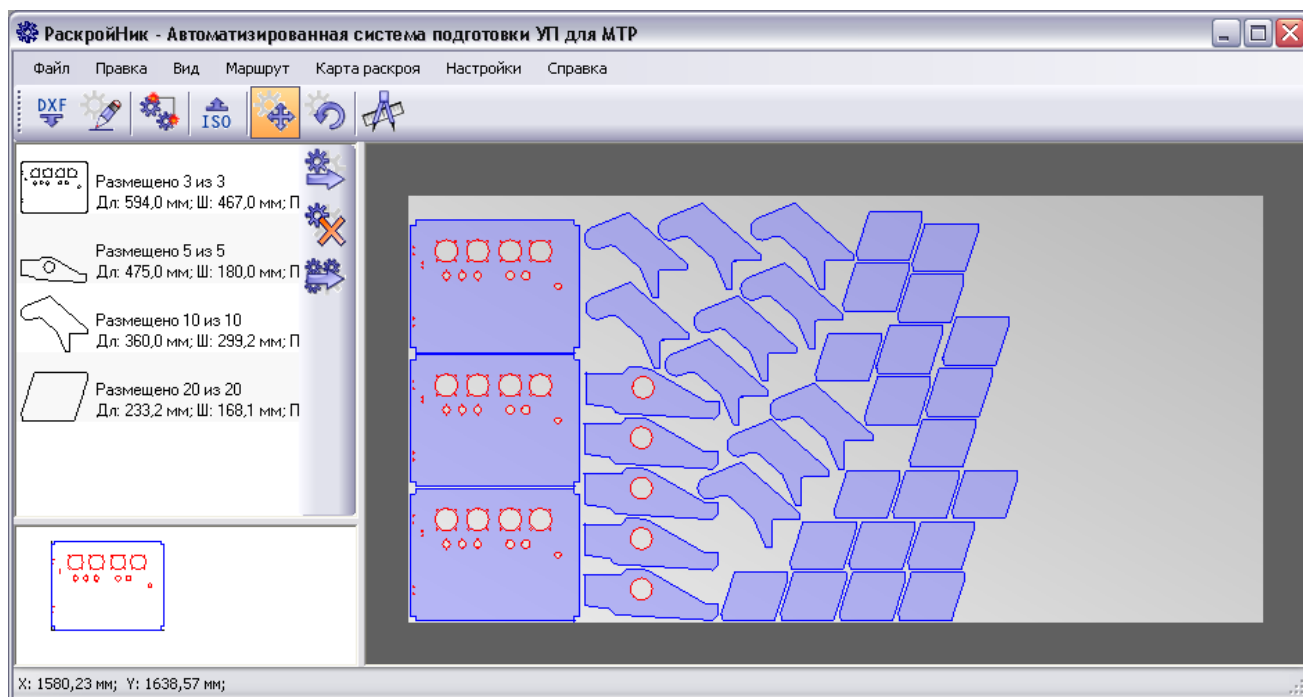 РаскройНик - Автоматизированная система подготовки УП для МТР
Файл Правка Вид Маршрут Карта раскроя Настройки Справка
DXF
ISO
Размещено 3 из 3
Дл: 594,0 мм; Ш: 467,0 мм; П
Размещено 5 из 5
Дл: 475,0 мм; Ш: 180,0 мм; П
Размещено 10 из 10
Дл: 360,0 мм; Ш: 299,2 мм; П
Размещено 20 из 20
Дл: 233,2 мм; Ш: 168,1 мм; П
X: 1580,23 мм; Y: 1638,57 мм;